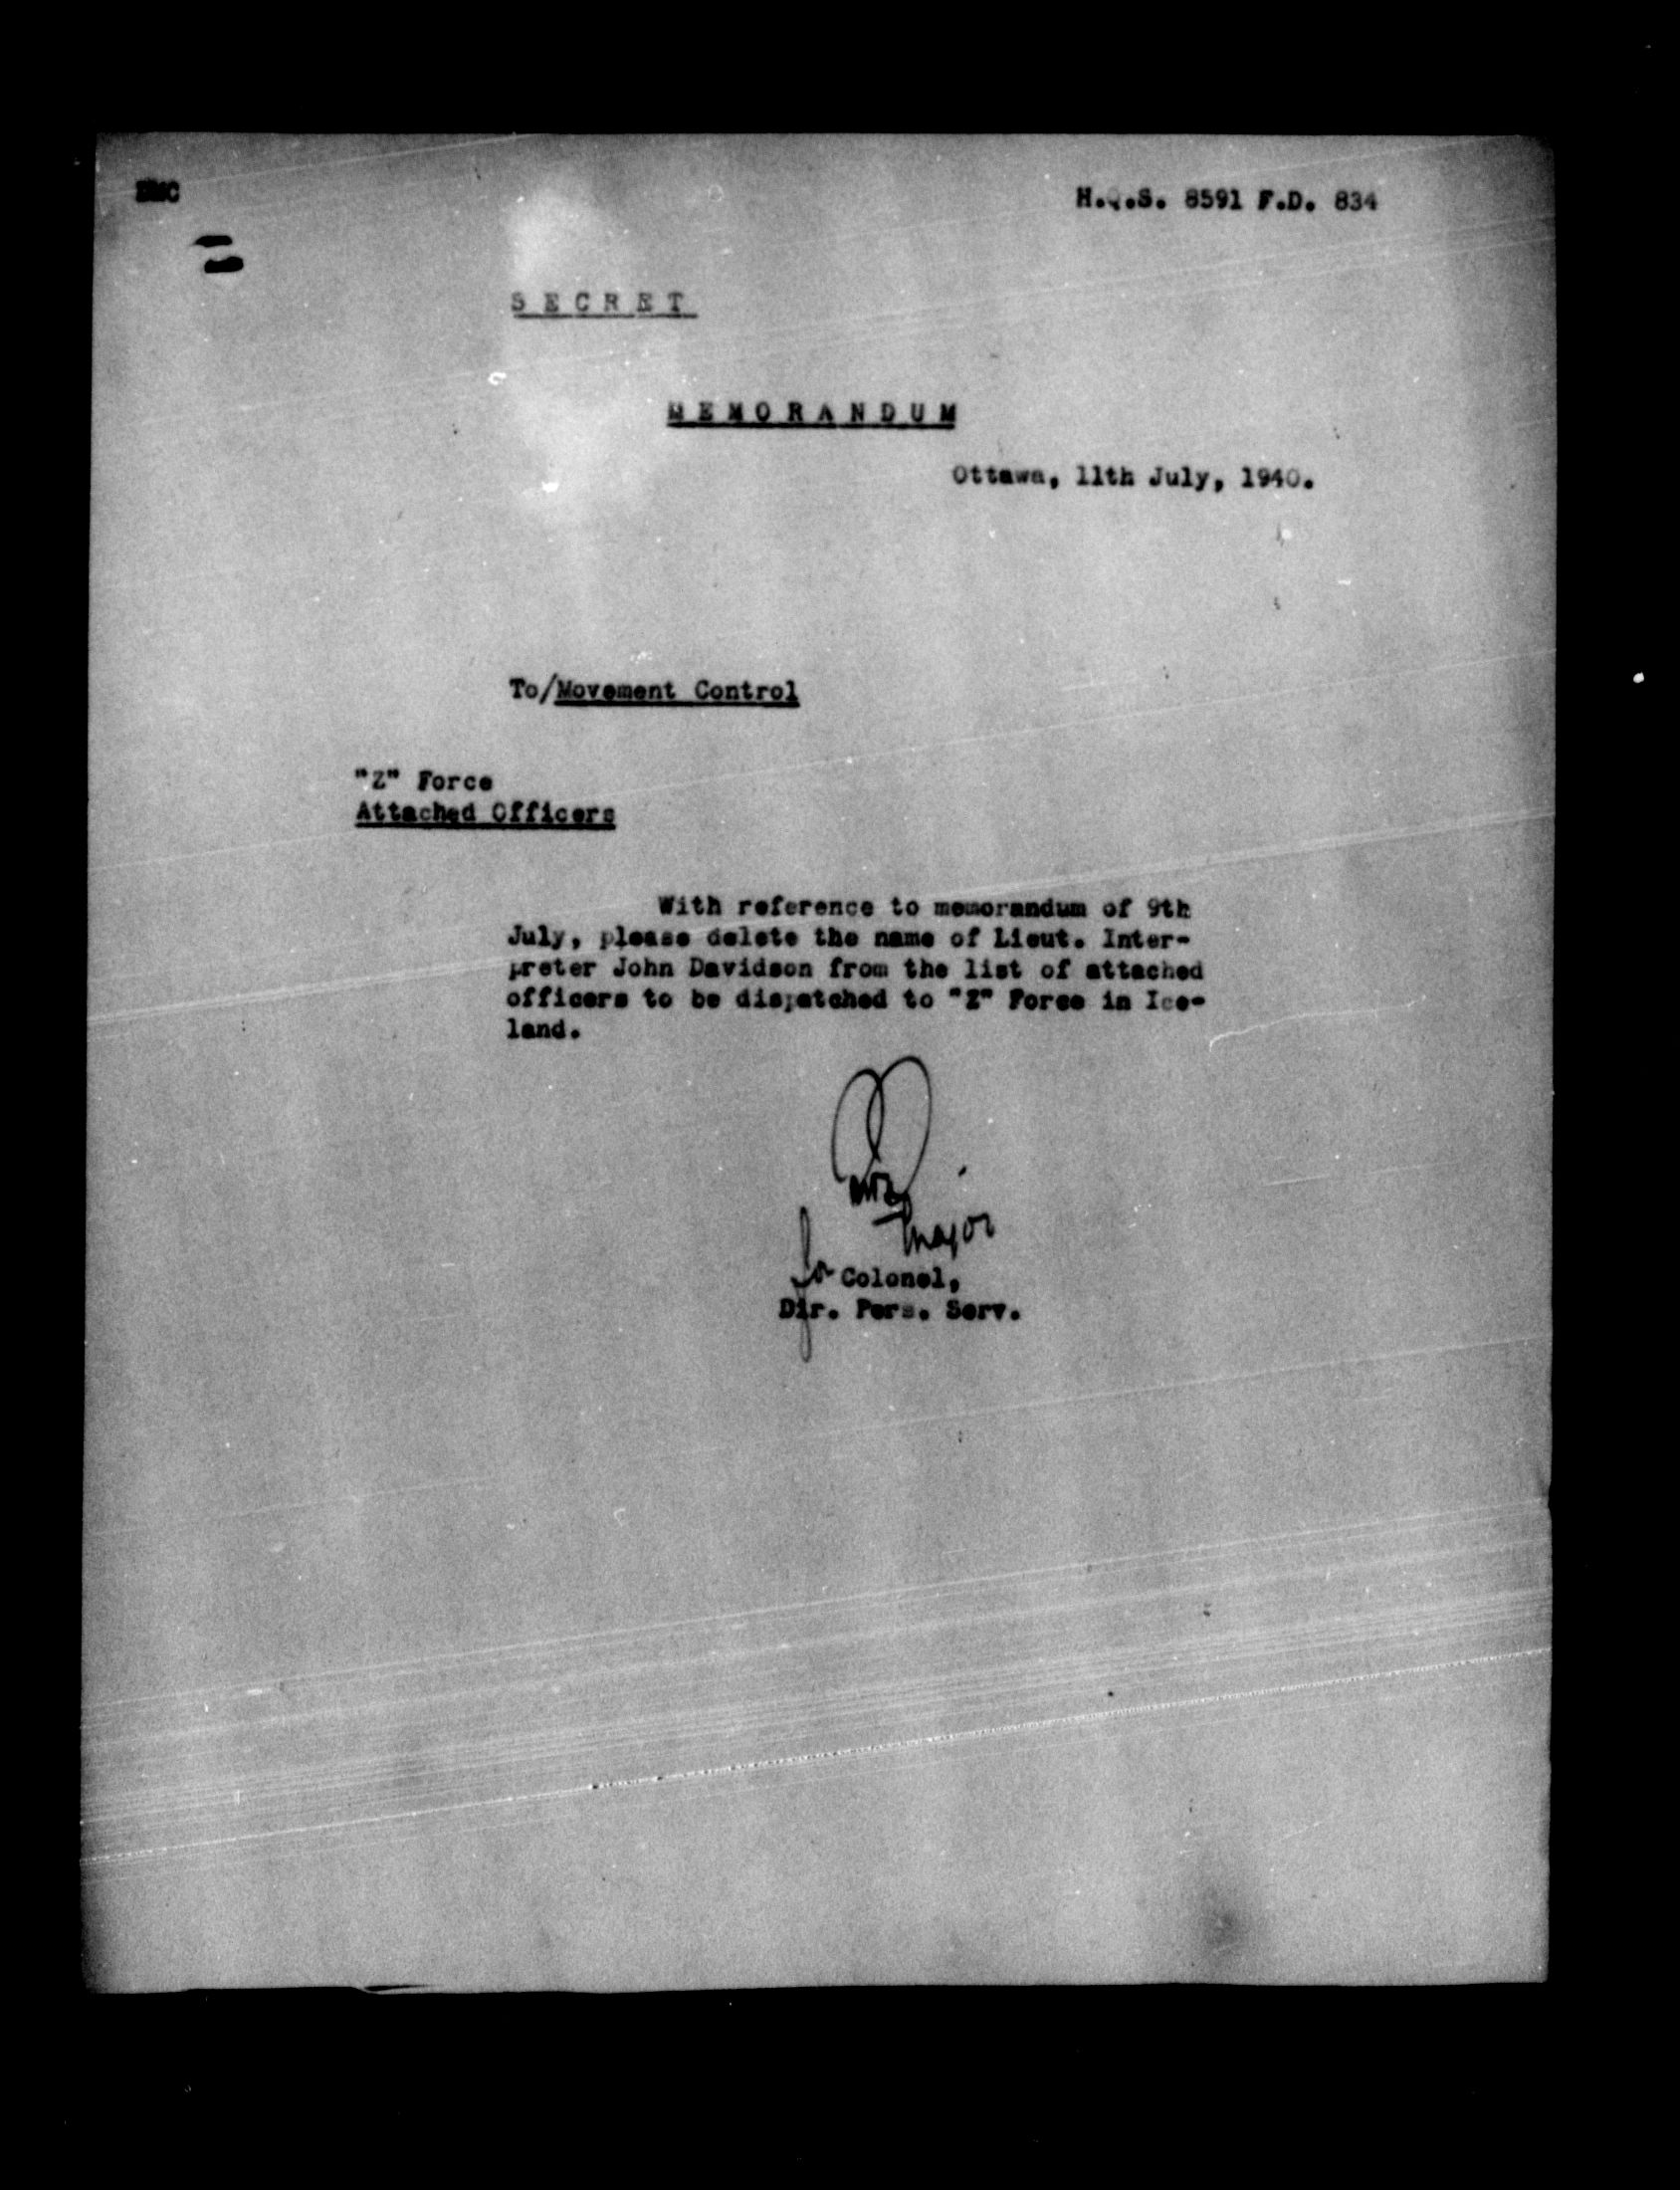 H.Q.S. 8591 F.D. 834
SECRET
MEMORANDUM
Ottawa, 11th July, 1940.
To/Movement Control
"Z" Force
Attached Officers
With reference to memorandum of 9th
July, please delete the name of Lieut. Inter-
preter John Davidson from the list of attached
officers to be dispatched to "Z" Force in Ice-
land.
Major
for Colonel,
Dir. Pers. Serv.